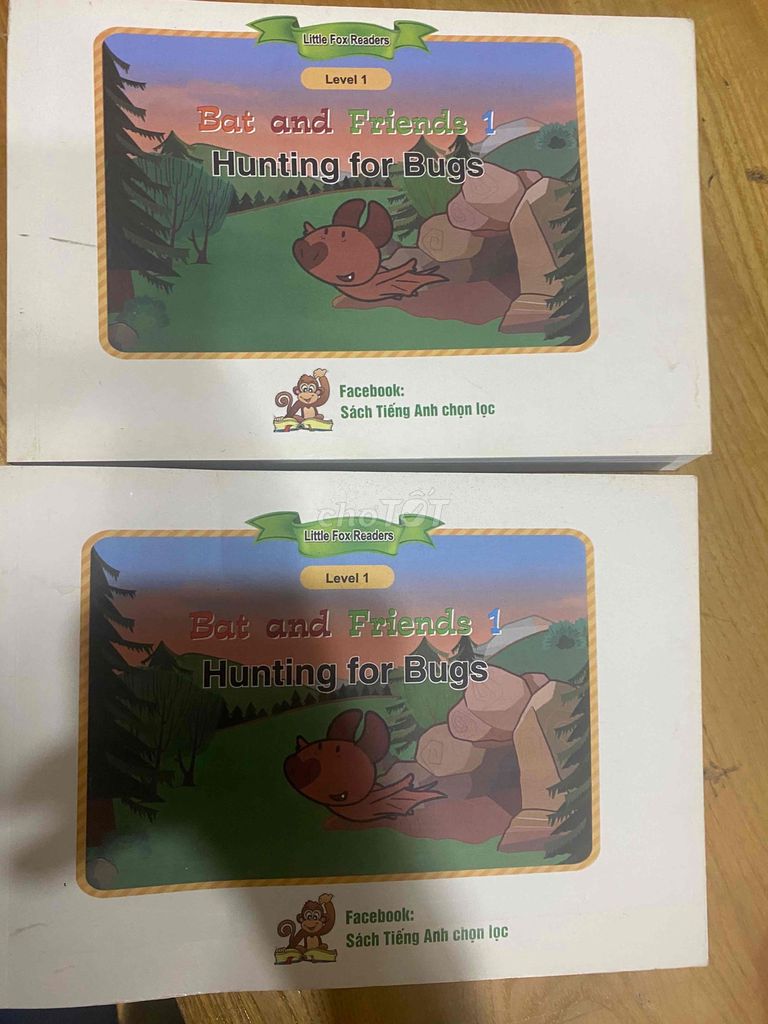 Little Fox Readers
Level 1
Bat and Friends 1
Hunting for Bugs
Facebook:
Sách Tiếng Anh chọn lọc
choTỐT
Little Fox Readers
Level 1
Bat and Friends 1
Hunting for Bugs
Facebook:
Sách Tiếng Anh chọn lọc